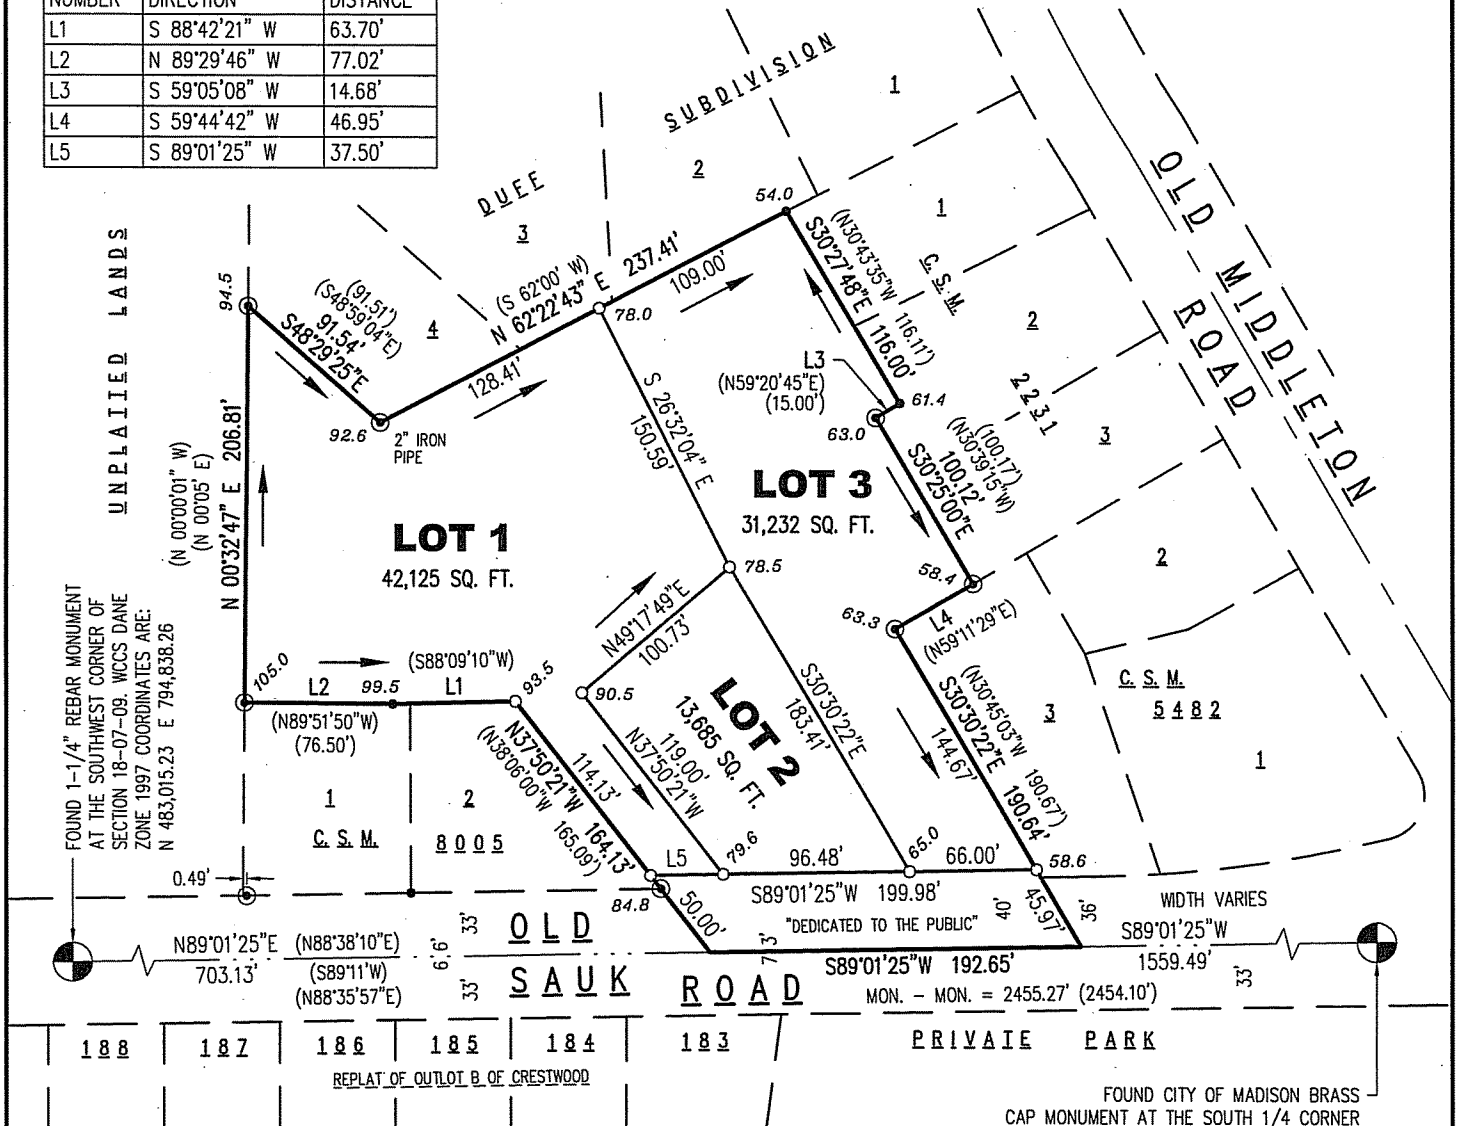 NUMBER DIRECTION DISTANCE
L1 S 88°42'21" W 63.70'
L2 N 89°29'46" W 77.02'
L3 S 59°05'08" W 14.68'
L4 S 59°44'42" W 46.95'
L5 S 89°01'25" W 37.50'
DUEE SUBDIVISION
1
2
3
4
UNPLATTED LANDS
OLD MIDDLETON
ROAD
94.5
(91.51')
(S48°59'04"E)
91.54'
S48°29'25"E
92.6
2" IRON
PIPE
(S 62°00' W)
N 62°22'43" E 237.41'
128.41'
109.00'
78.0
54.0
(N30°43'35"W 116.11')
S30°27'48"E 116.00'
L3
(N59°20'45"E)
(15.00')
61.4
63.0
(100.17')
(N30°39'15"W)
100.12'
S30°25'00"E
58.4
63.3
L4
(N59°11'29"E)
C. S. M.
2231
1
2
3
S 26°32'04" E
150.59'
LOT 3
31,232 SQ. FT.
LOT 1
42,125 SQ. FT.
N 00°32'47" E 206.81'
(N 00°00'01" W)
(N 00°05' E)
78.5
N49°17'49"E
100.73'
90.5
LOT 2
13,685 SQ. FT.
119.00'
N37°50'21"W
S30°30'22"E
183.41'
(N30°45'03"W 190.67')
S30°30'22"E 190.64'
144.67'
2
C. S. M.
5482
3
1
105.0
L2
99.5
L1
(S88°09'10"W)
93.5
(N89°51'50"W)
(76.50')
N37°50'21"W 164.13'
(N38°06'00"W 165.09')
114.13'
1
2
C. S. M. 8005
FOUND 1-1/4" REBAR MONUMENT
AT THE SOUTHWEST CORNER OF
SECTION 18-07-09. WCCS DANE
ZONE 1997 COORDINATES ARE:
N 483,015.23 E 794,838.26
0.49'
L5
79.6
96.48'
65.0
66.00'
58.6
84.8
50.00'
S89°01'25"W 199.98'
"DEDICATED TO THE PUBLIC"
40'
45.97'
36'
WIDTH VARIES
N89°01'25"E
703.13'
(N88°38'10"E)
(S89°11'W)
(N88°35'57"E)
33'
6.6'
33'
OLD
SAUK ROAD
7.3'
S89°01'25"W 192.65'
S89°01'25"W
1559.49'
33'
MON. - MON. = 2455.27' (2454.10')
188 187 186 185 184 183
PRIVATE PARK
REPLAT OF OUTLOT B OF CRESTWOOD
FOUND CITY OF MADISON BRASS
CAP MONUMENT AT THE SOUTH 1/4 CORNER